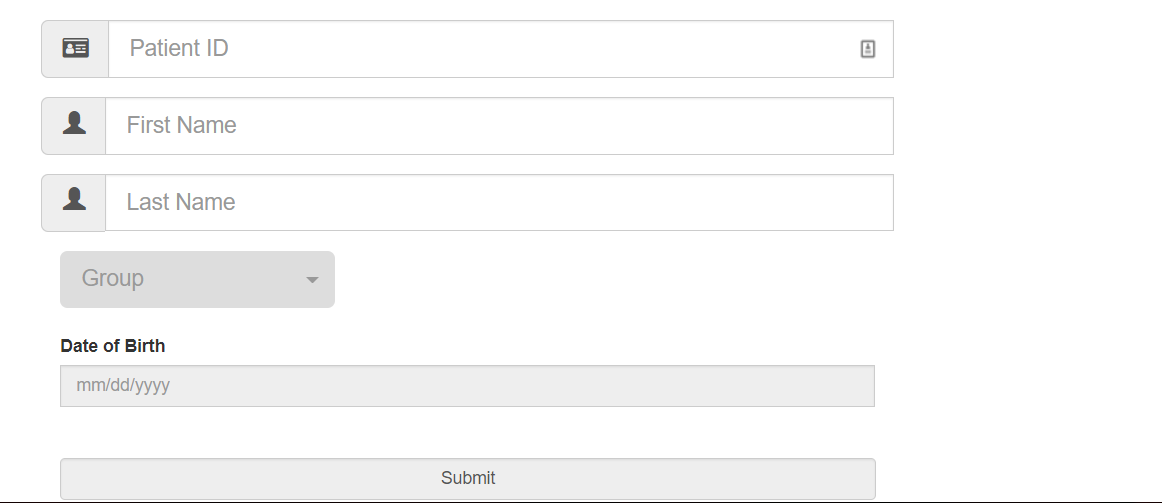 Patient ID
First Name
Last Name
Group
Date of Birth
mm/dd/yyyy
Submit